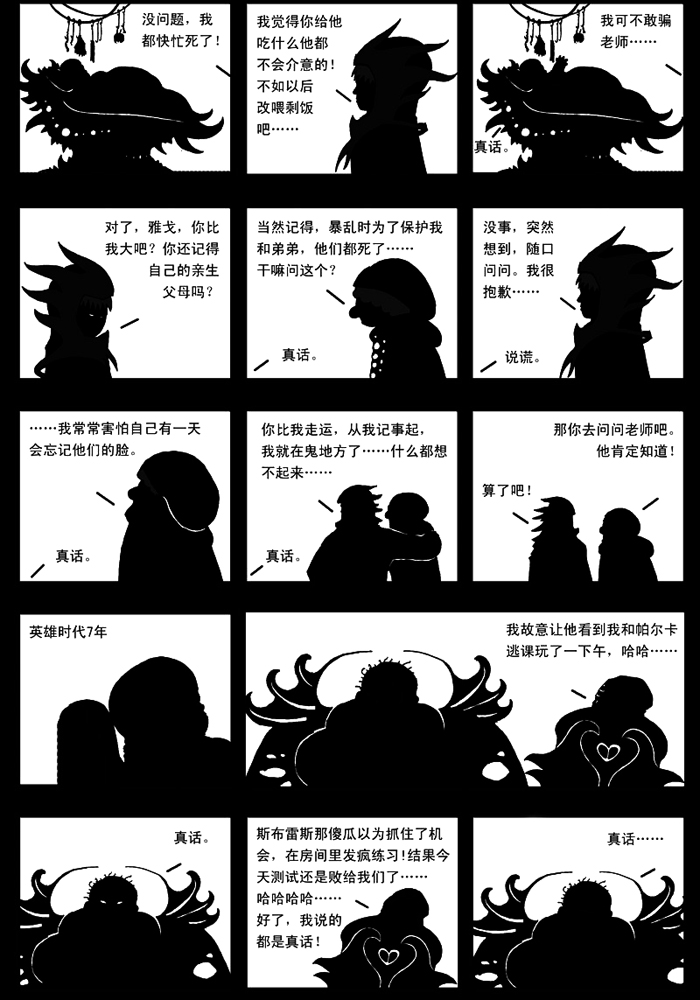 没问题，我
都快忙死了！
我觉得你给他
吃什么他都
不会介意的！
不如以后
改喂剩饭
吧……
我可不敢骗
老师……
真话。
对了，雅戈，你比
我大吧？你还记得
自己的亲生
父母吗？
当然记得，暴乱时为了保护我
和弟弟，他们都死了……
干嘛问这个？
真话。
没事，突然
想到，随口
问问。我很
抱歉……
说谎。
……我常常害怕自己有一天
会忘记他们的脸。
真话。
你比我走运，从我记事起，
我就在鬼地方了……什么都想
不起来……
真话。
那你去问问老师吧。
他肯定知道！
算了吧！
英雄时代7年
我故意让他看到我和帕尔卡
逃课玩了一下午，哈哈……
真话。
斯布雷斯那傻瓜以为抓住了机
会，在房间里发疯练习！结果今
天测试还是败给我们了……
哈哈哈哈……
好了，我说的
都是真话！
真话……